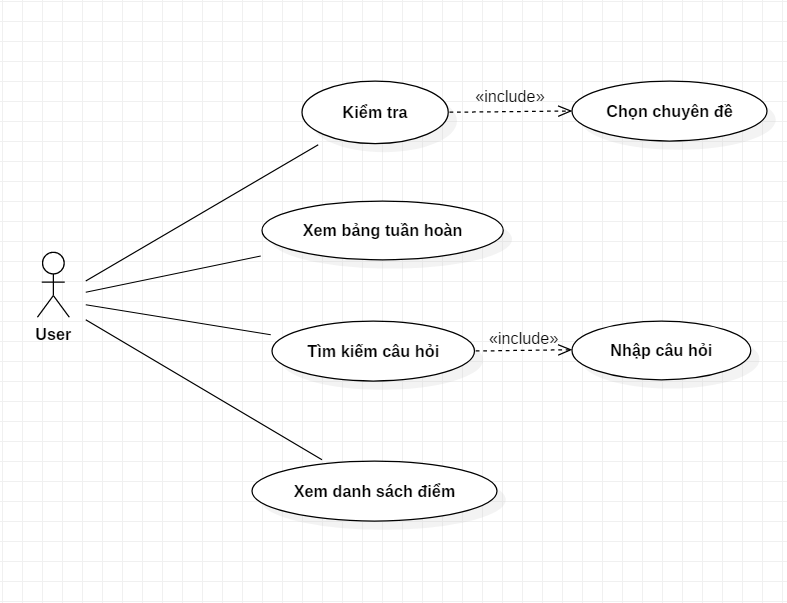 Kiểm tra
«include»
Chọn chuyên đề
Xem bảng tuần hoàn
User
Tìm kiếm câu hỏi
«include»
Nhập câu hỏi
Xem danh sách điểm